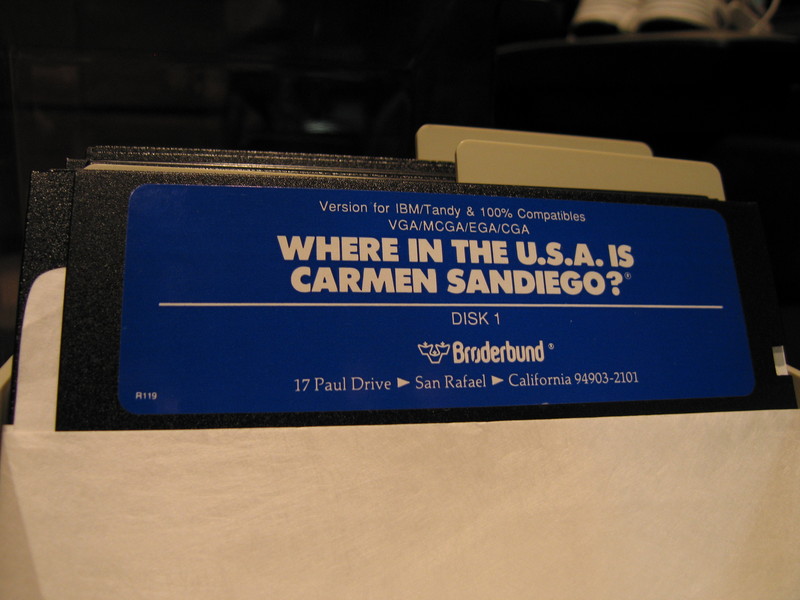 Version for IBM/Tandy & 100% Compatibles
VGA/MCGA/EGA/CGA
WHERE IN THE U.S.A. IS
CARMEN SANDIEGO?®
DISK 1
Brøderbund®
17 Paul Drive ▶ San Rafael ▶ California 94903-2101
R119